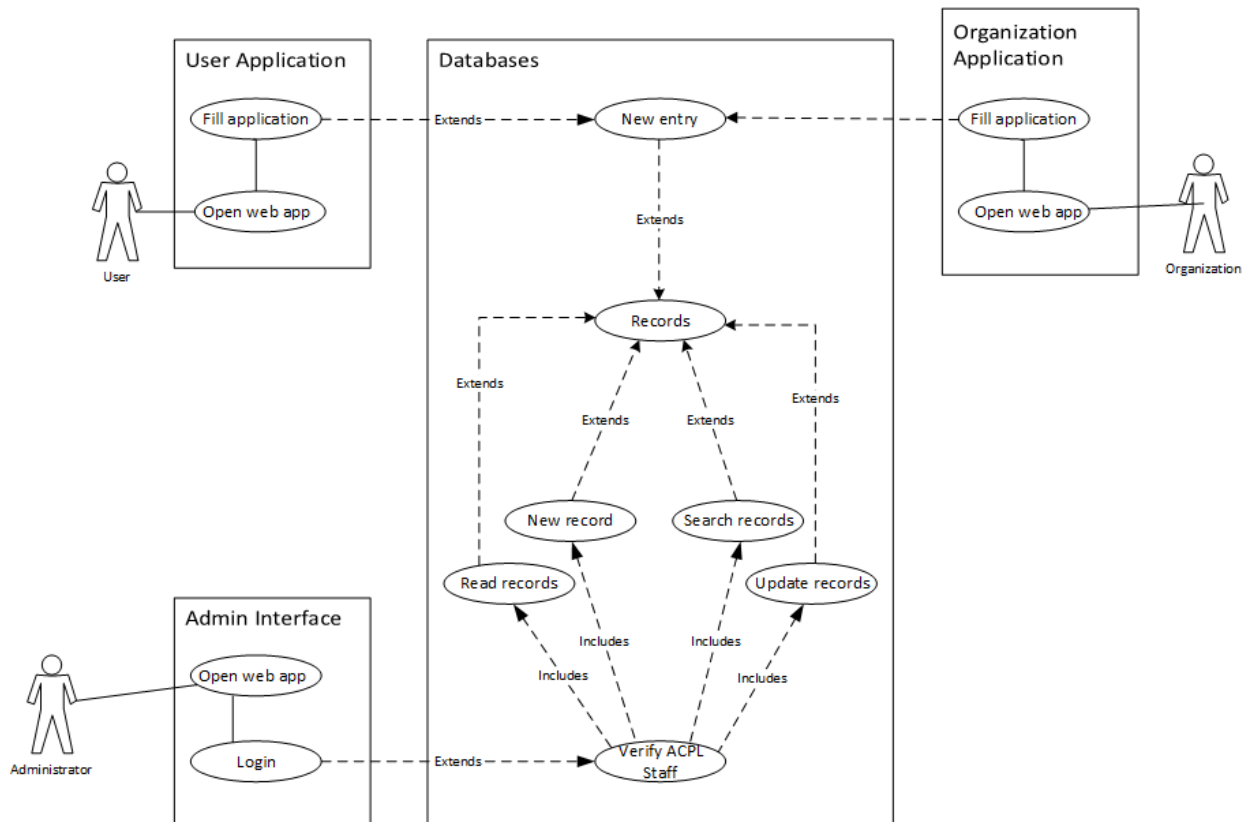 User Application
Databases
Organization
Application
Fill application
Extends
New entry
Fill application
Open web app
Open web app
User
Organization
Extends
Records
Extends
Extends
Extends
Extends
New record
Search records
Read records
Update records
Admin Interface
Includes
Includes
Includes
Includes
Open web app
Administrator
Login
Extends
Verify ACPL
Staff